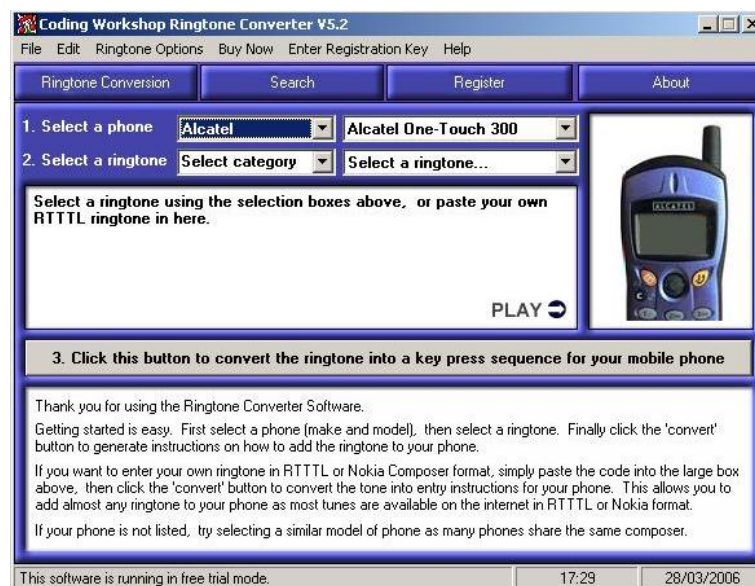 Coding Workshop Ringtone Converter V5.2
File Edit Ringtone Options Buy Now Enter Registration Key Help
Ringtone Conversion Search Register About
1. Select a phone Alcatel Alcatel One-Touch 300
2. Select a ringtone Select category Select a ringtone...
Select a ringtone using the selection boxes above, or paste your own
RTTTL ringtone in here.
ALCATEL
PLAY
3. Click this button to convert the ringtone into a key press sequence for your mobile phone
Thank you for using the Ringtone Converter Software.
Getting started is easy. First select a phone (make and model), then select a ringtone. Finally click the 'convert'
button to generate instructions on how to add the ringtone to your phone.
If you want to enter your own ringtone in RTTTL or Nokia Composer format, simply paste the code into the large box
above, then click the 'convert' button to convert the tone into entry instructions for your phone. This allows you to
add almost any ringtone to your phone as most tunes are available on the internet in RTTTL or Nokia format.
If your phone is not listed, try selecting a similar model of phone as many phones share the same composer.
This software is running in free trial mode. 17:29 28/03/2006